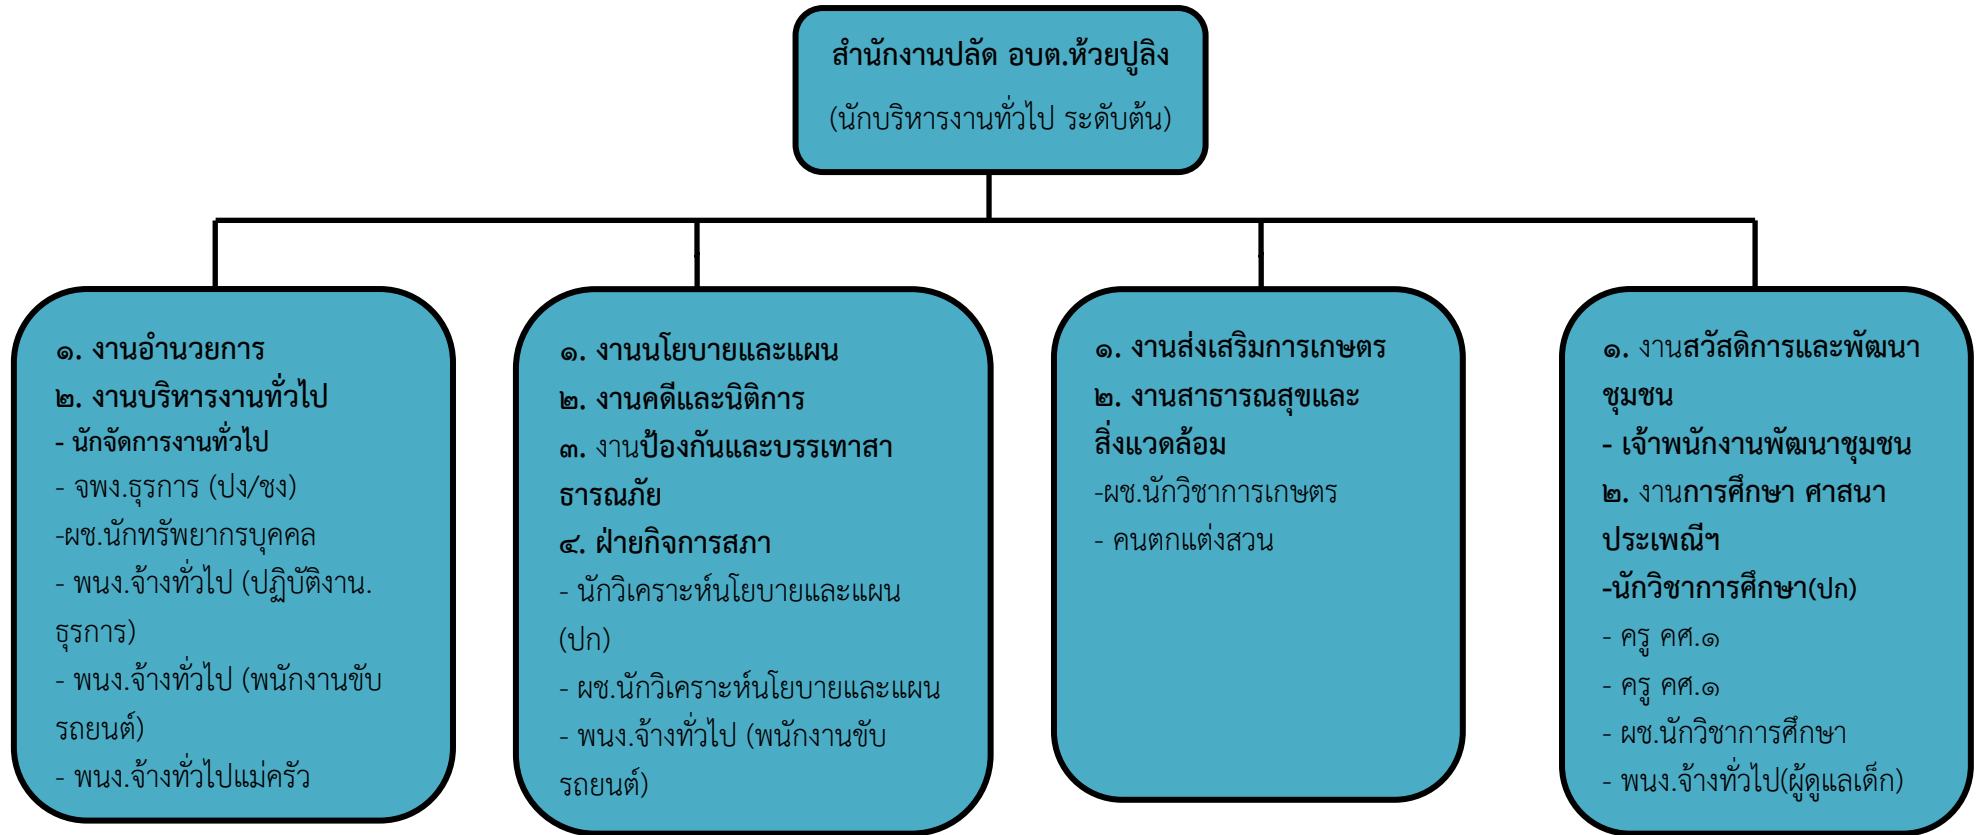 สำนักงานปลัด อบต.ห้วยปูลิง
(นักบริหารงานทั่วไป ระดับต้น)
๑. งานอำนวยการ
๒. งานบริหารงานทั่วไป
- นักจัดการงานทั่วไป
- จพง.ธุรการ (ปง/ชง)
-ผช.นักทรัพยากรบุคคล
- พนง.จ้างทั่วไป (ปฏิบัติงาน.
ธุรการ)
- พนง.จ้างทั่วไป (พนักงานขับ
รถยนต์)
- พนง.จ้างทั่วไปแม่ครัว
๑. งานนโยบายและแผน
๒. งานคดีและนิติการ
๓. งานป้องกันและบรรเทาสา
ธารณภัย
๔. ฝ่ายกิจการสภา
- นักวิเคราะห์นโยบายและแผน
(ปก)
- ผช.นักวิเคราะห์นโยบายและแผน
- พนง.จ้างทั่วไป (พนักงานขับ
รถยนต์)
๑. งานส่งเสริมการเกษตร
๒. งานสาธารณสุขและ
สิ่งแวดล้อม
-ผช.นักวิชาการเกษตร
- คนตกแต่งสวน
๑. งานสวัสดิการและพัฒนา
ชุมชน
- เจ้าพนักงานพัฒนาชุมชน
๒. งานการศึกษา ศาสนา
ประเพณีฯ
-นักวิชาการศึกษา(ปก)
- ครู คศ.๑
- ครู คศ.๑
- ผช.นักวิชาการศึกษา
- พนง.จ้างทั่วไป(ผู้ดูแลเด็ก)